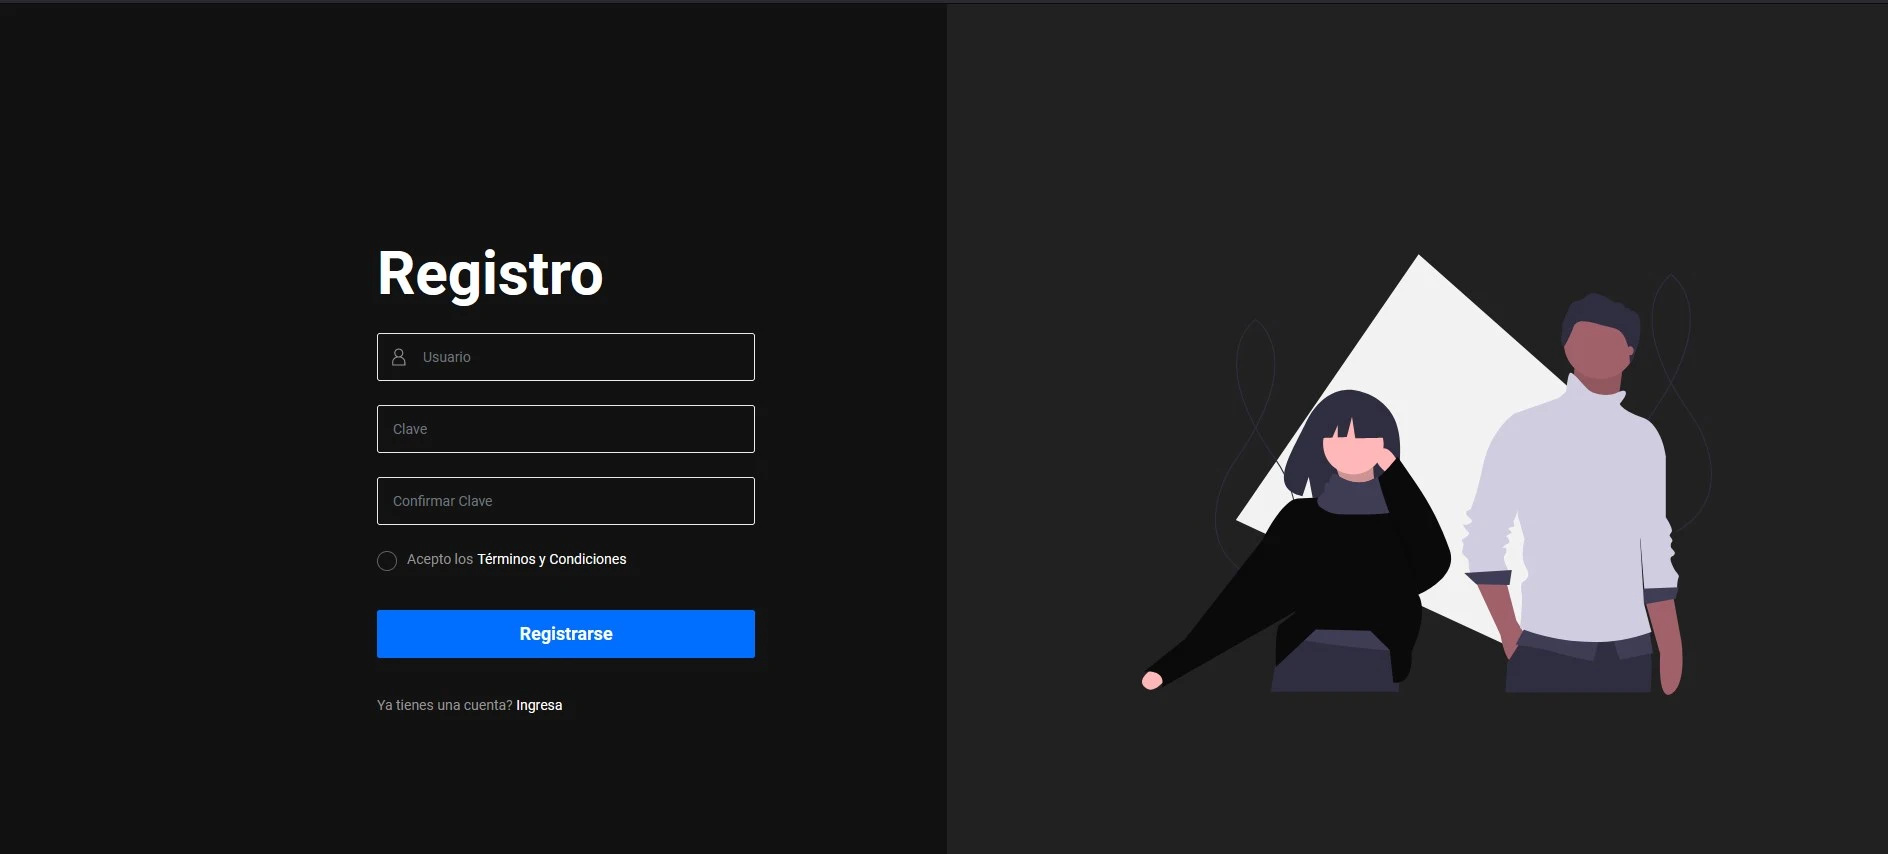 Registro
Usuario
Clave
Confirmar Clave
Acepto los Términos y Condiciones
Registrarse
Ya tienes una cuenta? Ingresa